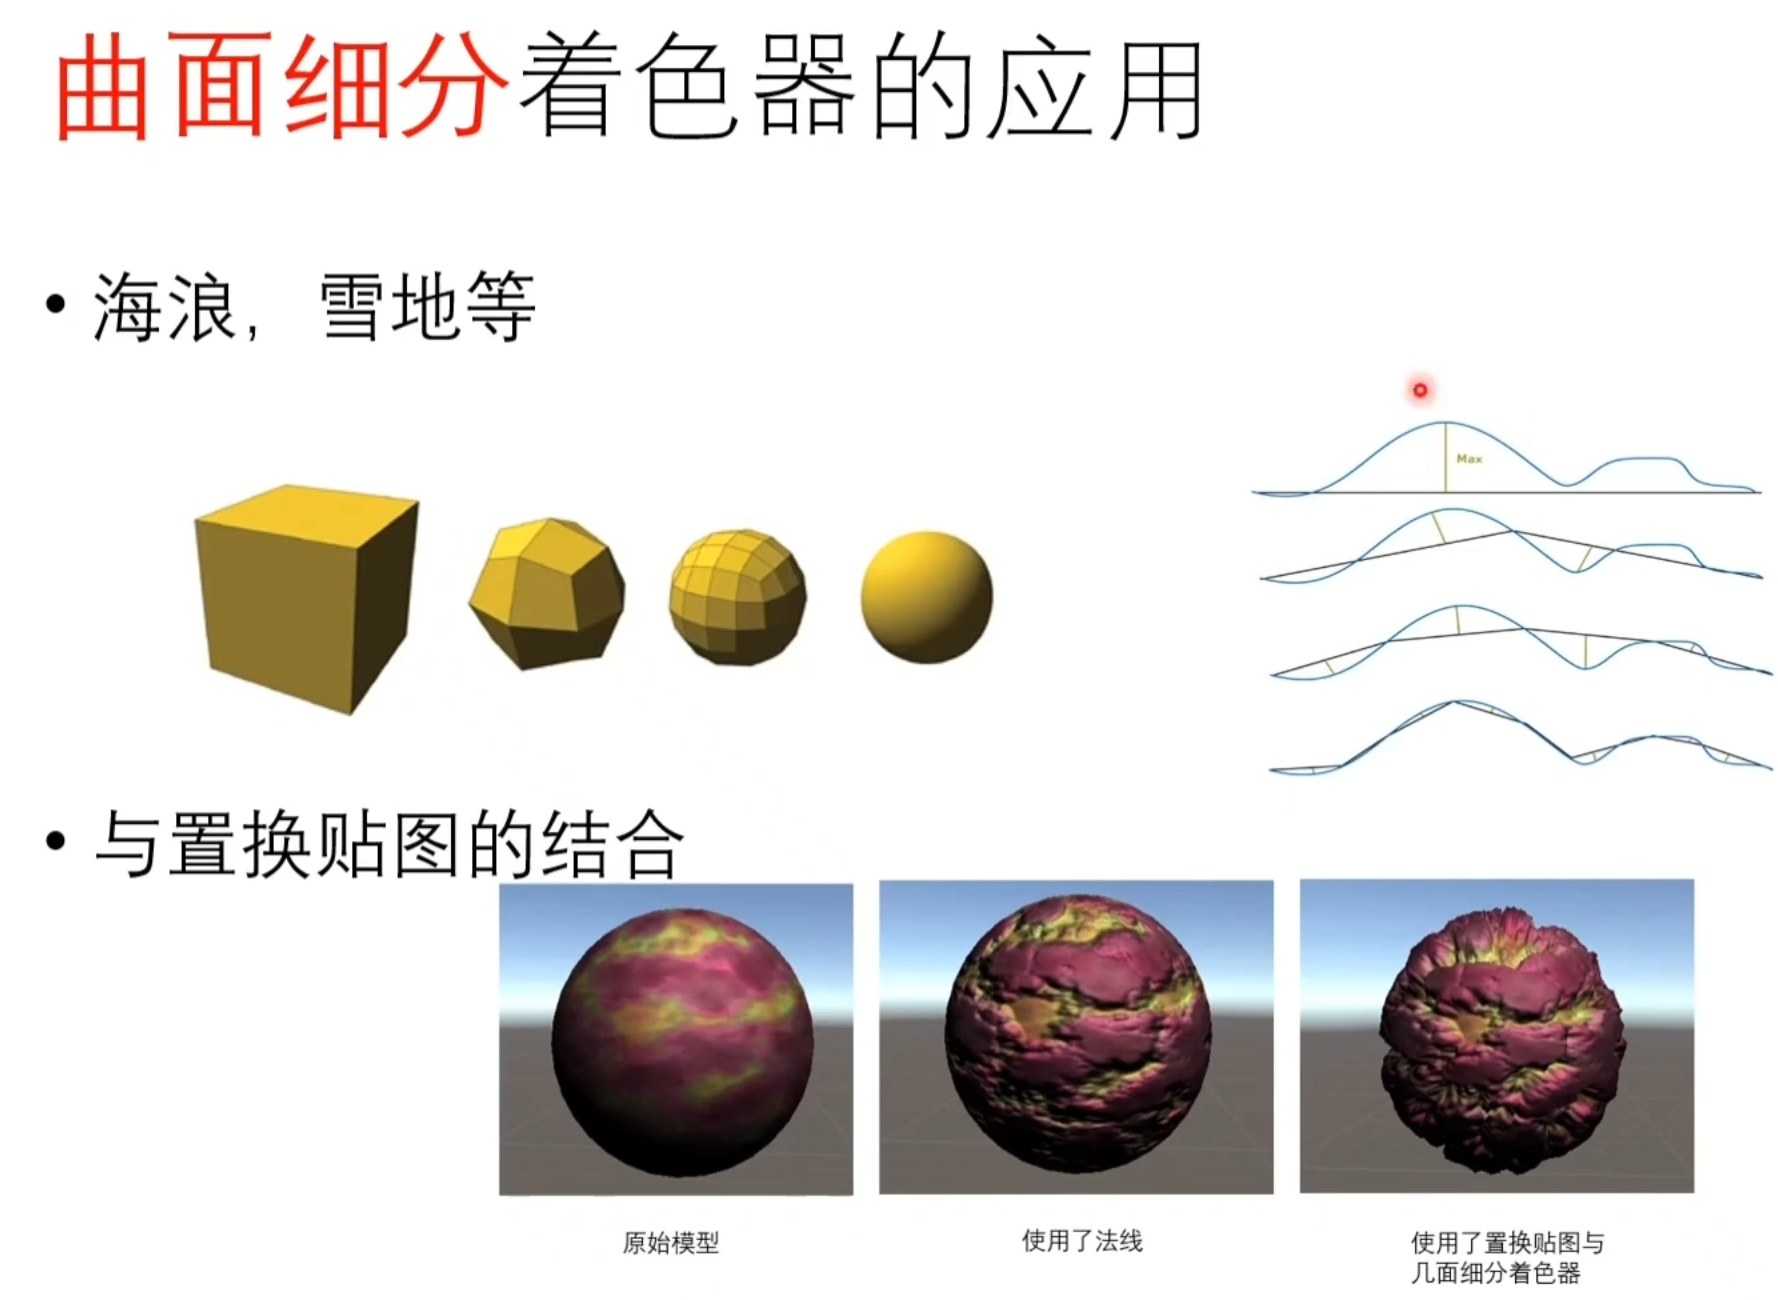 曲面细分着色器的应用
• 海浪，雪地等
Max
• 与置换贴图的结合
原始模型
使用了法线
使用了置换贴图与
几面细分着色器